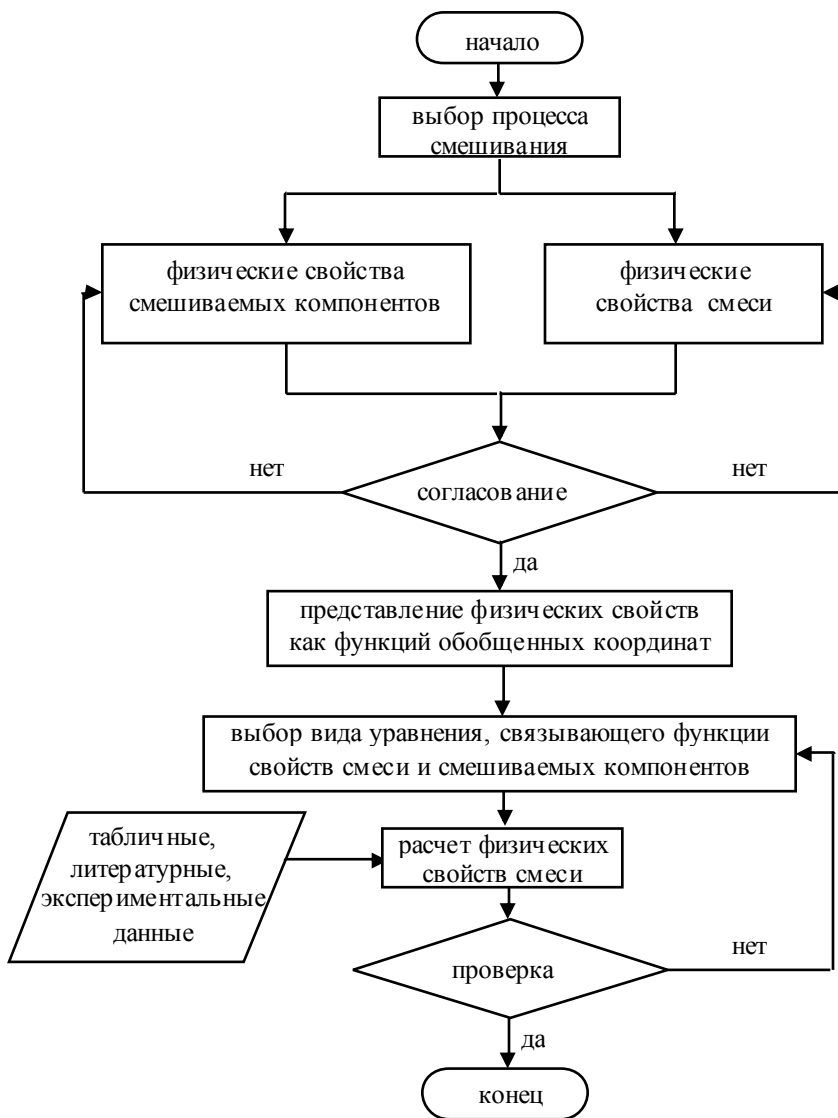 начало
выбор процесса
смешивания
физические свойства
смешиваемых компонентов
физические
свойства смеси
нет
нет
согласование
да
представление физических свойств
как функций обобщенных координат
выбор вида уравнения, связывающего функции
свойств смеси и смешиваемых компонентов
табличные,
литературные,
экспериментальные
данные
расчет физических
свойств смеси
нет
проверка
да
конец